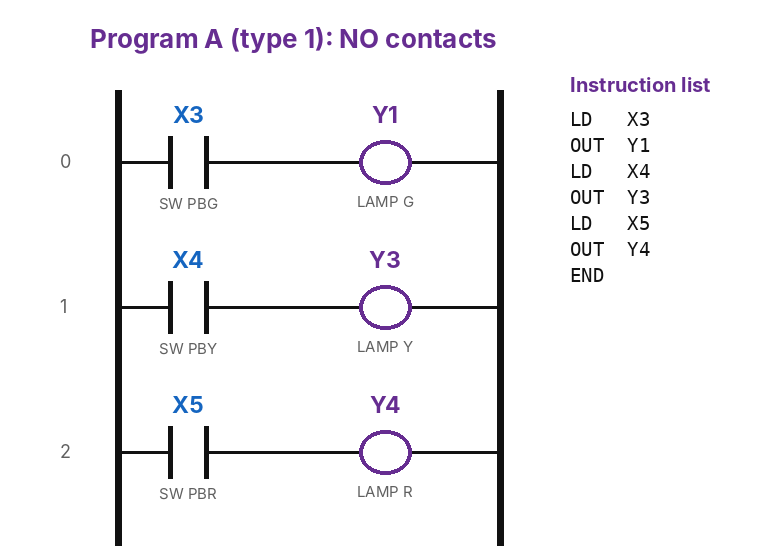 Program A (type 1): NO contacts
X3 Y1
0
SW PBG LAMP G
X4 Y3
1
SW PBY LAMP Y
X5 Y4
2
SW PBR LAMP R
Instruction list
LD X3
OUT Y1
LD X4
OUT Y3
LD X5
OUT Y4
END